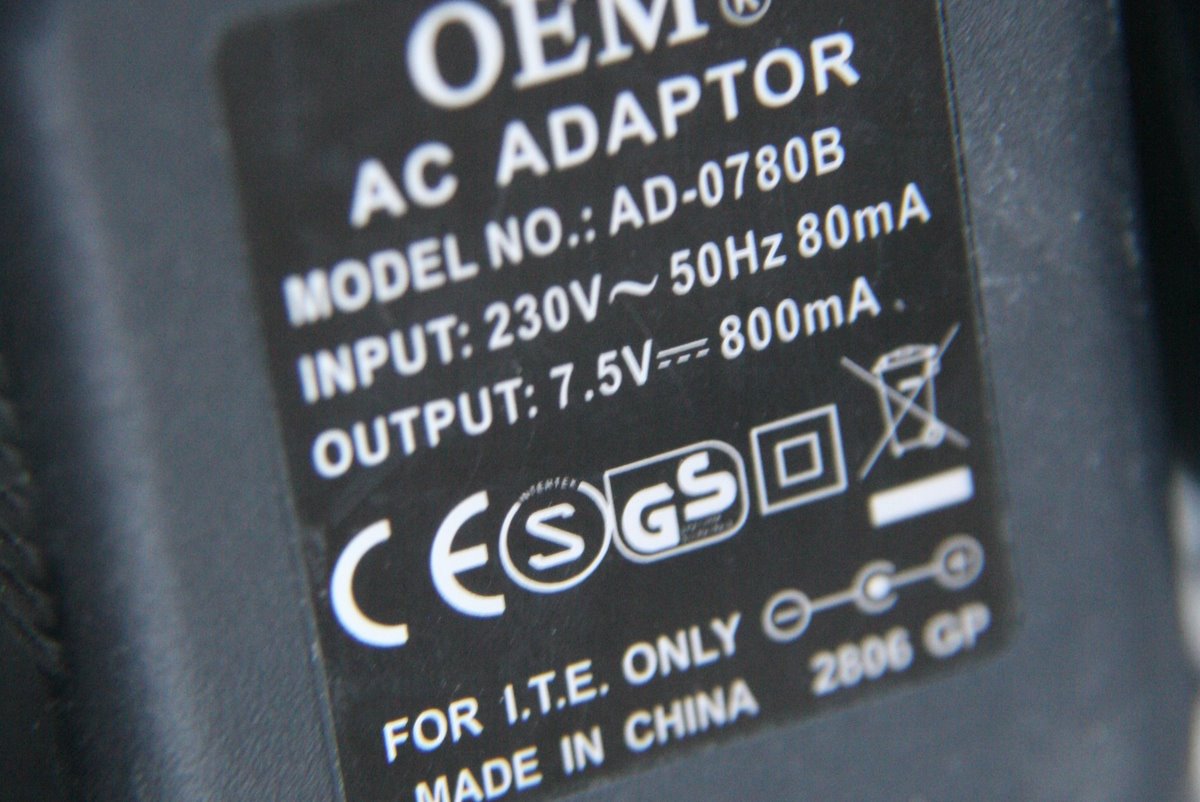 OEM®
AC ADAPTOR
MODEL NO.: AD-0780B
INPUT: 230V～ 50Hz 80mA
OUTPUT: 7.5V⎓ 800mA
CE S GS
FOR I.T.E. ONLY - +
MADE IN CHINA 2806 GP